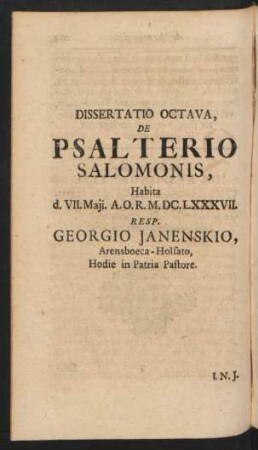 DISSERTATIO OCTAVA,
DE
PSALTERIO
SALOMONIS,
Habita
d. VII. Maji. A. O. R. M. DC. LXXXVII.
RESP.
GEORGIO JANENSKIO,
Arensboeca-Holſato,
Hodie in Patria Paſtore.
I. N. J.